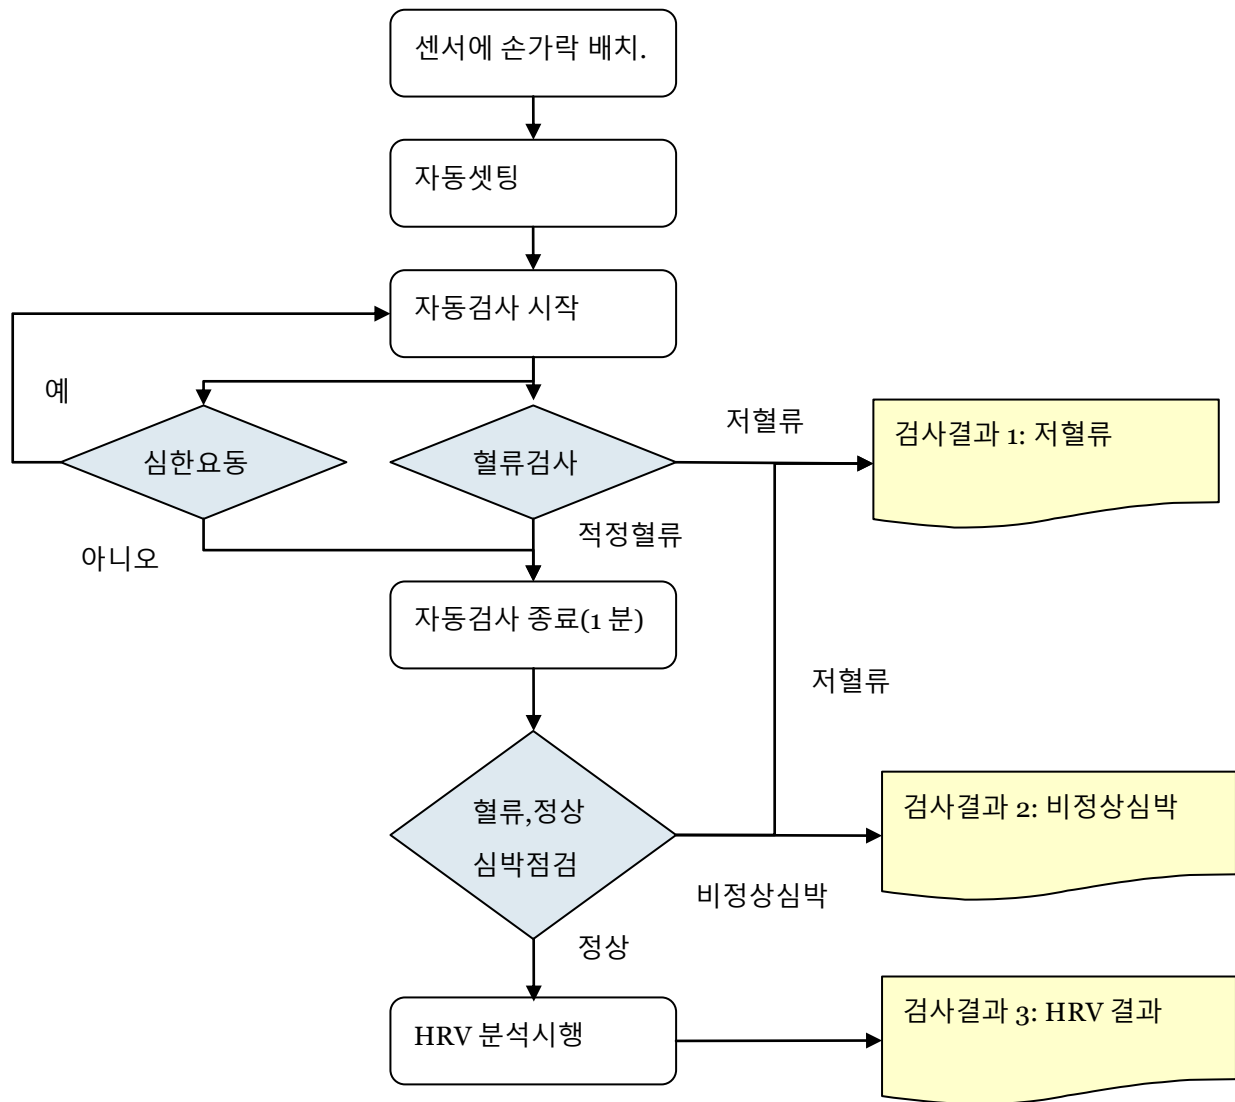 센서에 손가락 배치.
자동셋팅
자동검사 시작
예
저혈류
검사결과 1: 저혈류
심한요동
혈류검사
적정혈류
아니오
자동검사 종료(1 분)
저혈류
혈류,정상
심박점검
검사결과 2: 비정상심박
비정상심박
정상
HRV 분석시행
검사결과 3: HRV 결과